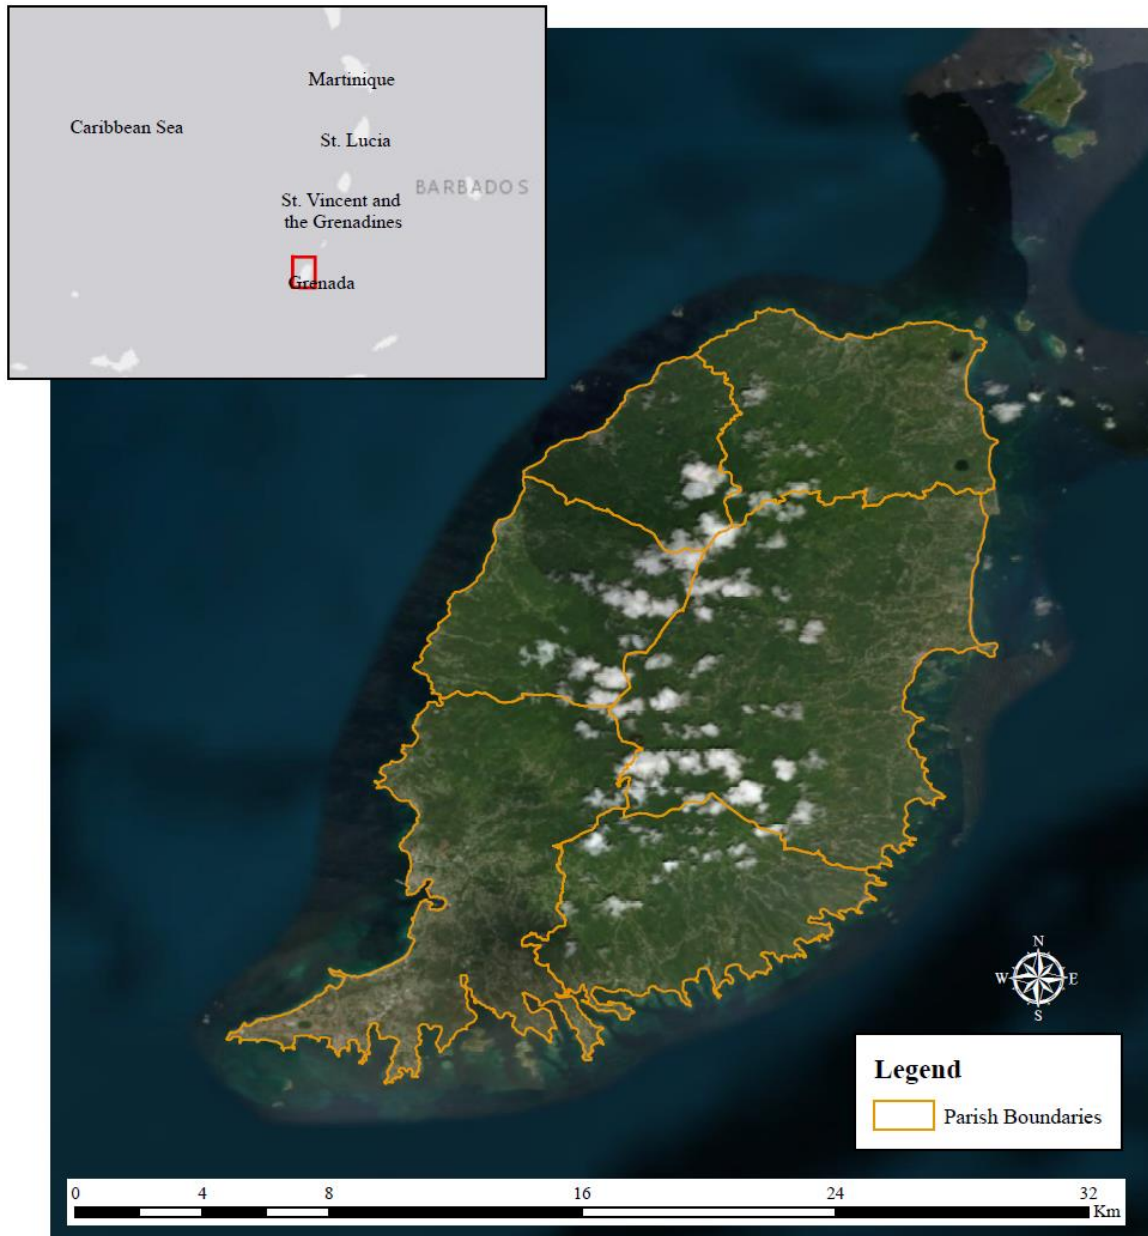 Martinique
Caribbean Sea
St. Lucia
BARBADOS
St. Vincent and
the Grenadines
Grenada
N
W E
S
Legend
Parish Boundaries
0 4 8 16 24 32
Km